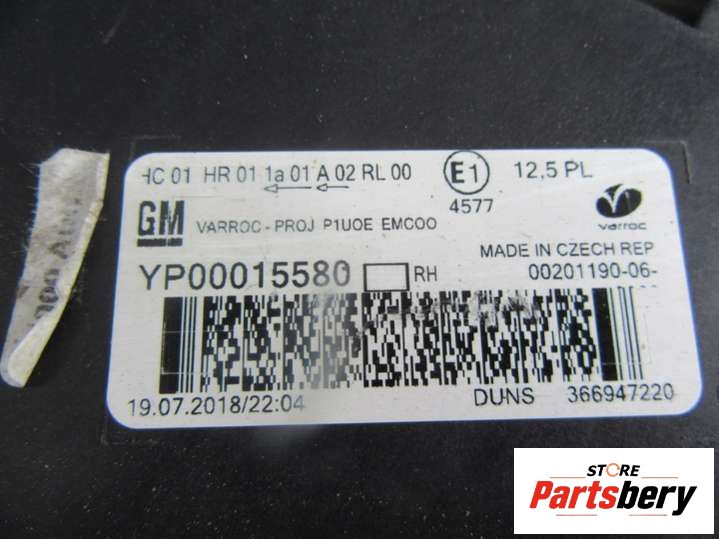 HC 01 HR 01 1a 01 A 02 RL 00
E1
12,5 PL
4577
varroc
GM
VARROC - PROJ P1UOE EMCOO
MADE IN CZECH REP
YP00015580 RH
00201190-06-
19.07.2018/22:04
DUNS 366947220
STORE
Partsbery